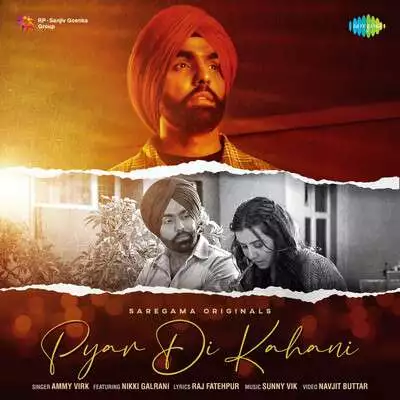 RP-Sanjiv Goenka
Group
SAREGAMA ORIGINALS
Pyar Di Kahani
SINGER AMMY VIRK FEATURING NIKKI GALRANI LYRICS RAJ FATEHPUR MUSIC SUNNY VIK VIDEO NAVJIT BUTTAR